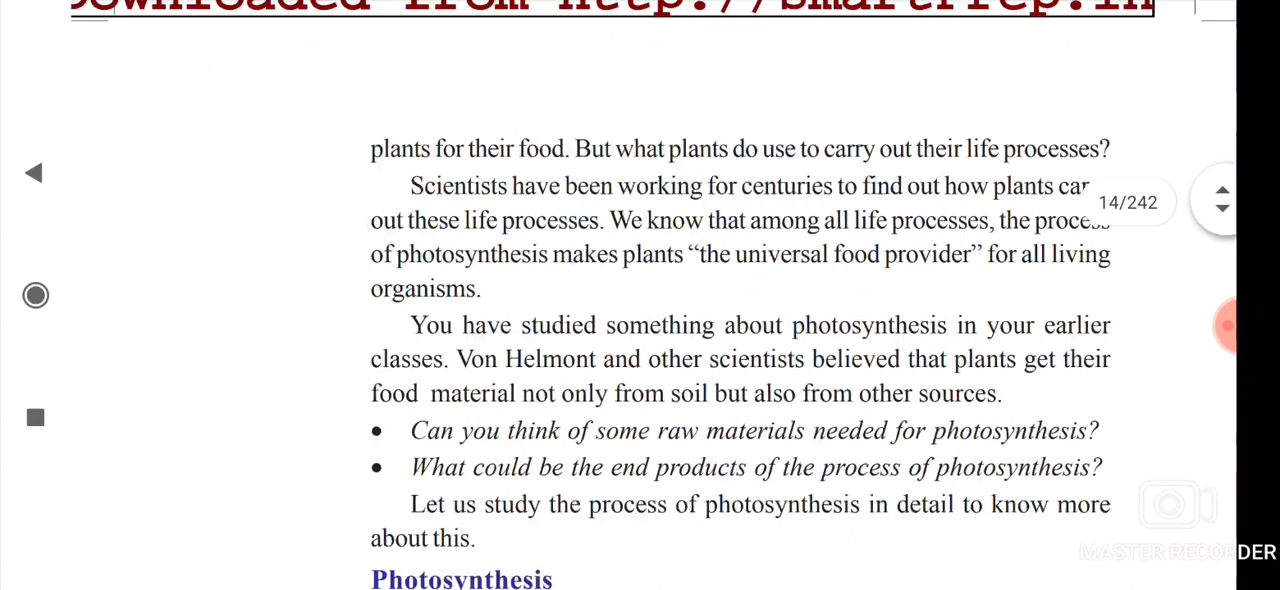 Downloaded from http://SmartPrep.in
plants for their food. But what plants do use to carry out their life processes?
Scientists have been working for centuries to find out how plants
14/242
out these life processes. We know that among all life processes, the
of photosynthesis makes plants “the universal food provider” for all living
organisms.
You have studied something about photosynthesis in your earlier
classes. Von Helmont and other scientists believed that plants get their
food material not only from soil but also from other sources.
• Can you think of some raw materials needed for photosynthesis?
• What could be the end products of the process of photosynthesis?
Let us study the process of photosynthesis in detail to know more
about this.
MASTER RECORDER
Photosynthesis